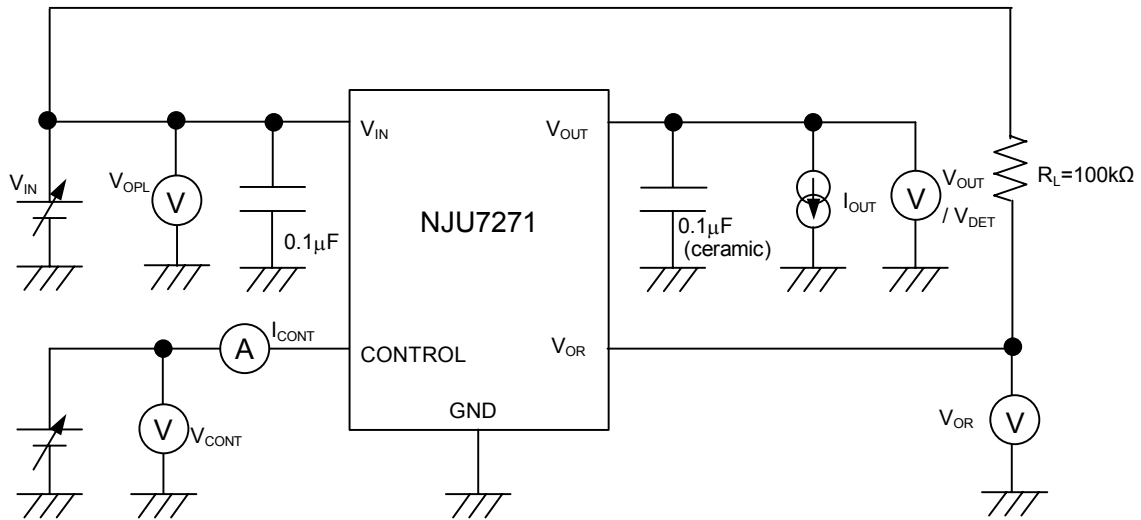 V_IN
V_OPL
0.1μF
V_IN
V_OUT
NJU7271
0.1μF
(ceramic)
I_OUT
V
V
V_OUT
/ V_DET
R_L=100kΩ
I_CONT
A
CONTROL
V_OR
GND
V
V_CONT
V_OR
V